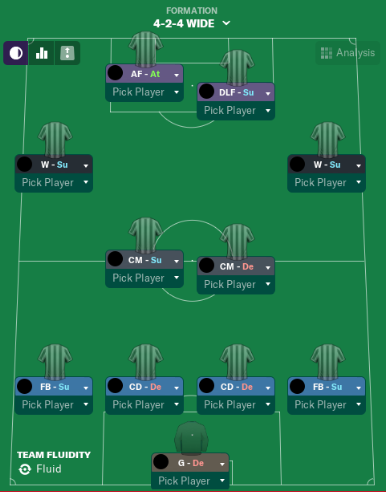 FORMATION
4-2-4 WIDE
Analysis
AF - At
Pick Player
DLF - Su
Pick Player
W - Su
Pick Player
W - Su
Pick Player
CM - Su
Pick Player
CM - De
Pick Player
FB - Su
Pick Player
CD - De
Pick Player
CD - De
Pick Player
FB - Su
Pick Player
TEAM FLUIDITY
Fluid
G - De
Pick Player